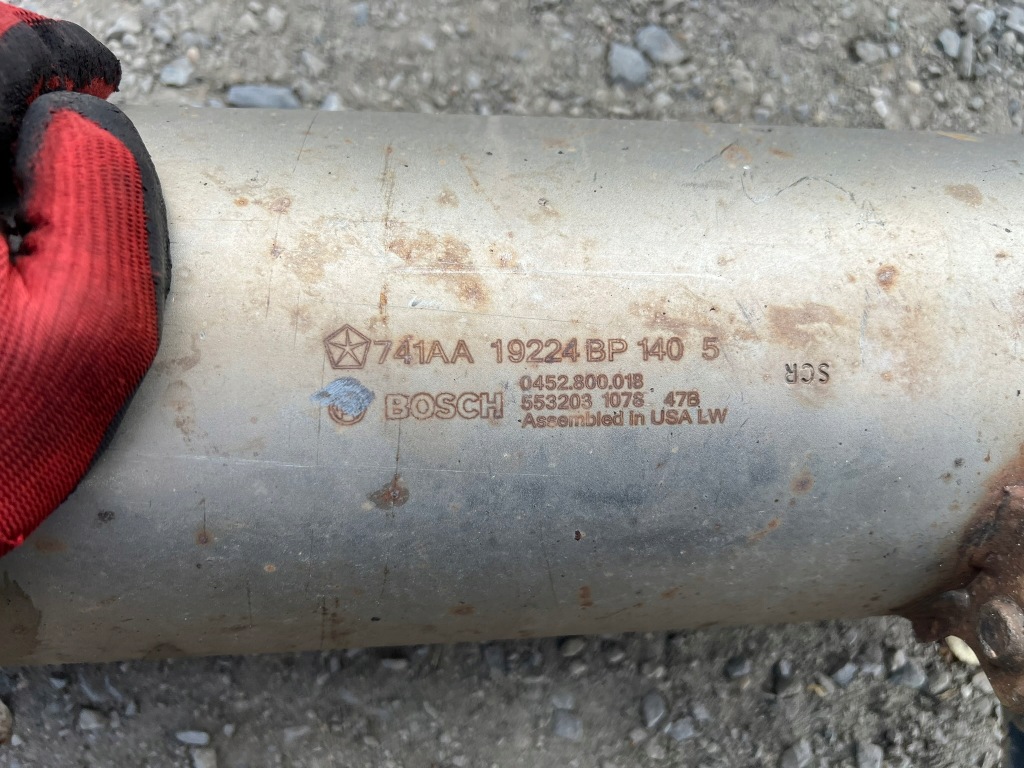 741AA 19224BP 140 5
BOSCH
0452.800.018
553203 1078 47B
Assembled in USA LW
SCR